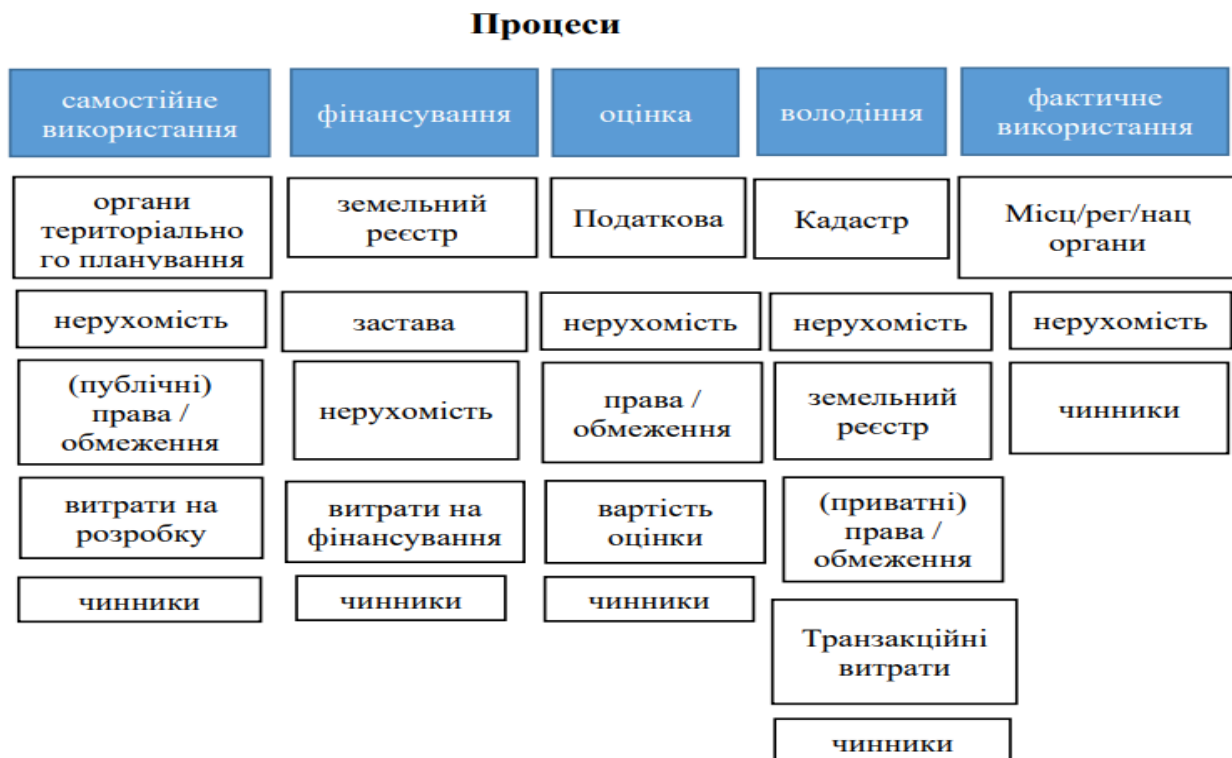 Процеси
самостійне
використання
фінансування
оцінка
володіння
фактичне
використання
органи
територіально
го планування
земельний
реєстр
Податкова
Кадастр
Місц/рег/нац
органи
нерухомість
застава
нерухомість
нерухомість
нерухомість
(публічні)
права /
обмеження
нерухомість
права /
обмеження
земельний
реєстр
чинники
витрати на
розробку
витрати на
фінансування
вартість
оцінки
(приватні)
права /
обмеження
чинники
чинники
чинники
Транзакційні
витрати
чинники